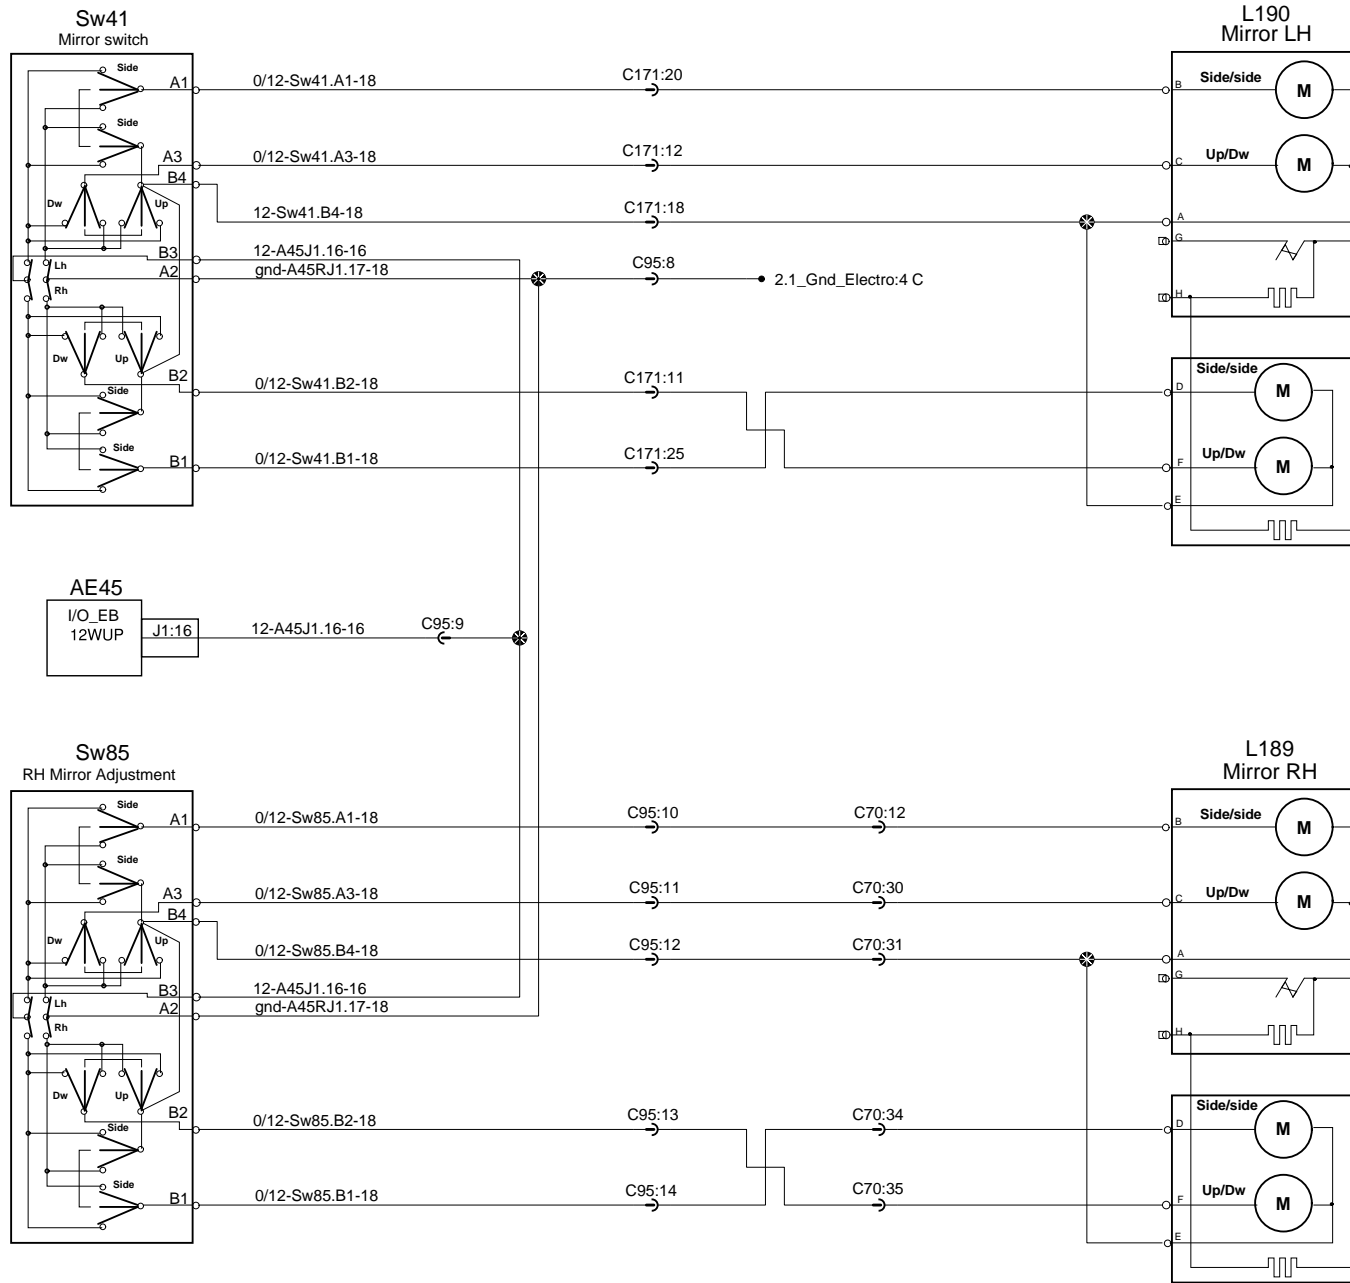 Sw41
Mirror switch
L190
Mirror LH
Side
A1
0/12-Sw41.A1-18
C171:20
B
Side/side
M
Side
A3
0/12-Sw41.A3-18
C171:12
C
Up/Dw
M
B4
Dw
Up
12-Sw41.B4-18
C171:18
A
G
B3
12-A45J1.16-16
Lh
A2
gnd-A45RJ1.17-18
C95:8
2.1_Gnd_Electro:4 C
Rh
H
Dw
Up
B2
0/12-Sw41.B2-18
C171:11
D
Side/side
M
Side
Side
B1
0/12-Sw41.B1-18
C171:25
F
Up/Dw
M
E
AE45
I/O_EB
12WUP
J1:16
12-A45J1.16-16
C95:9
Sw85
RH Mirror Adjustment
L189
Mirror RH
Side
A1
0/12-Sw85.A1-18
C95:10
C70:12
B
Side/side
M
Side
A3
0/12-Sw85.A3-18
C95:11
C70:30
C
Up/Dw
M
B4
Dw
Up
0/12-Sw85.B4-18
C95:12
C70:31
A
G
B3
12-A45J1.16-16
Lh
A2
gnd-A45RJ1.17-18
Rh
H
Dw
Up
B2
0/12-Sw85.B2-18
C95:13
C70:34
D
Side/side
M
Side
Side
B1
0/12-Sw85.B1-18
C95:14
C70:35
F
Up/Dw
M
E